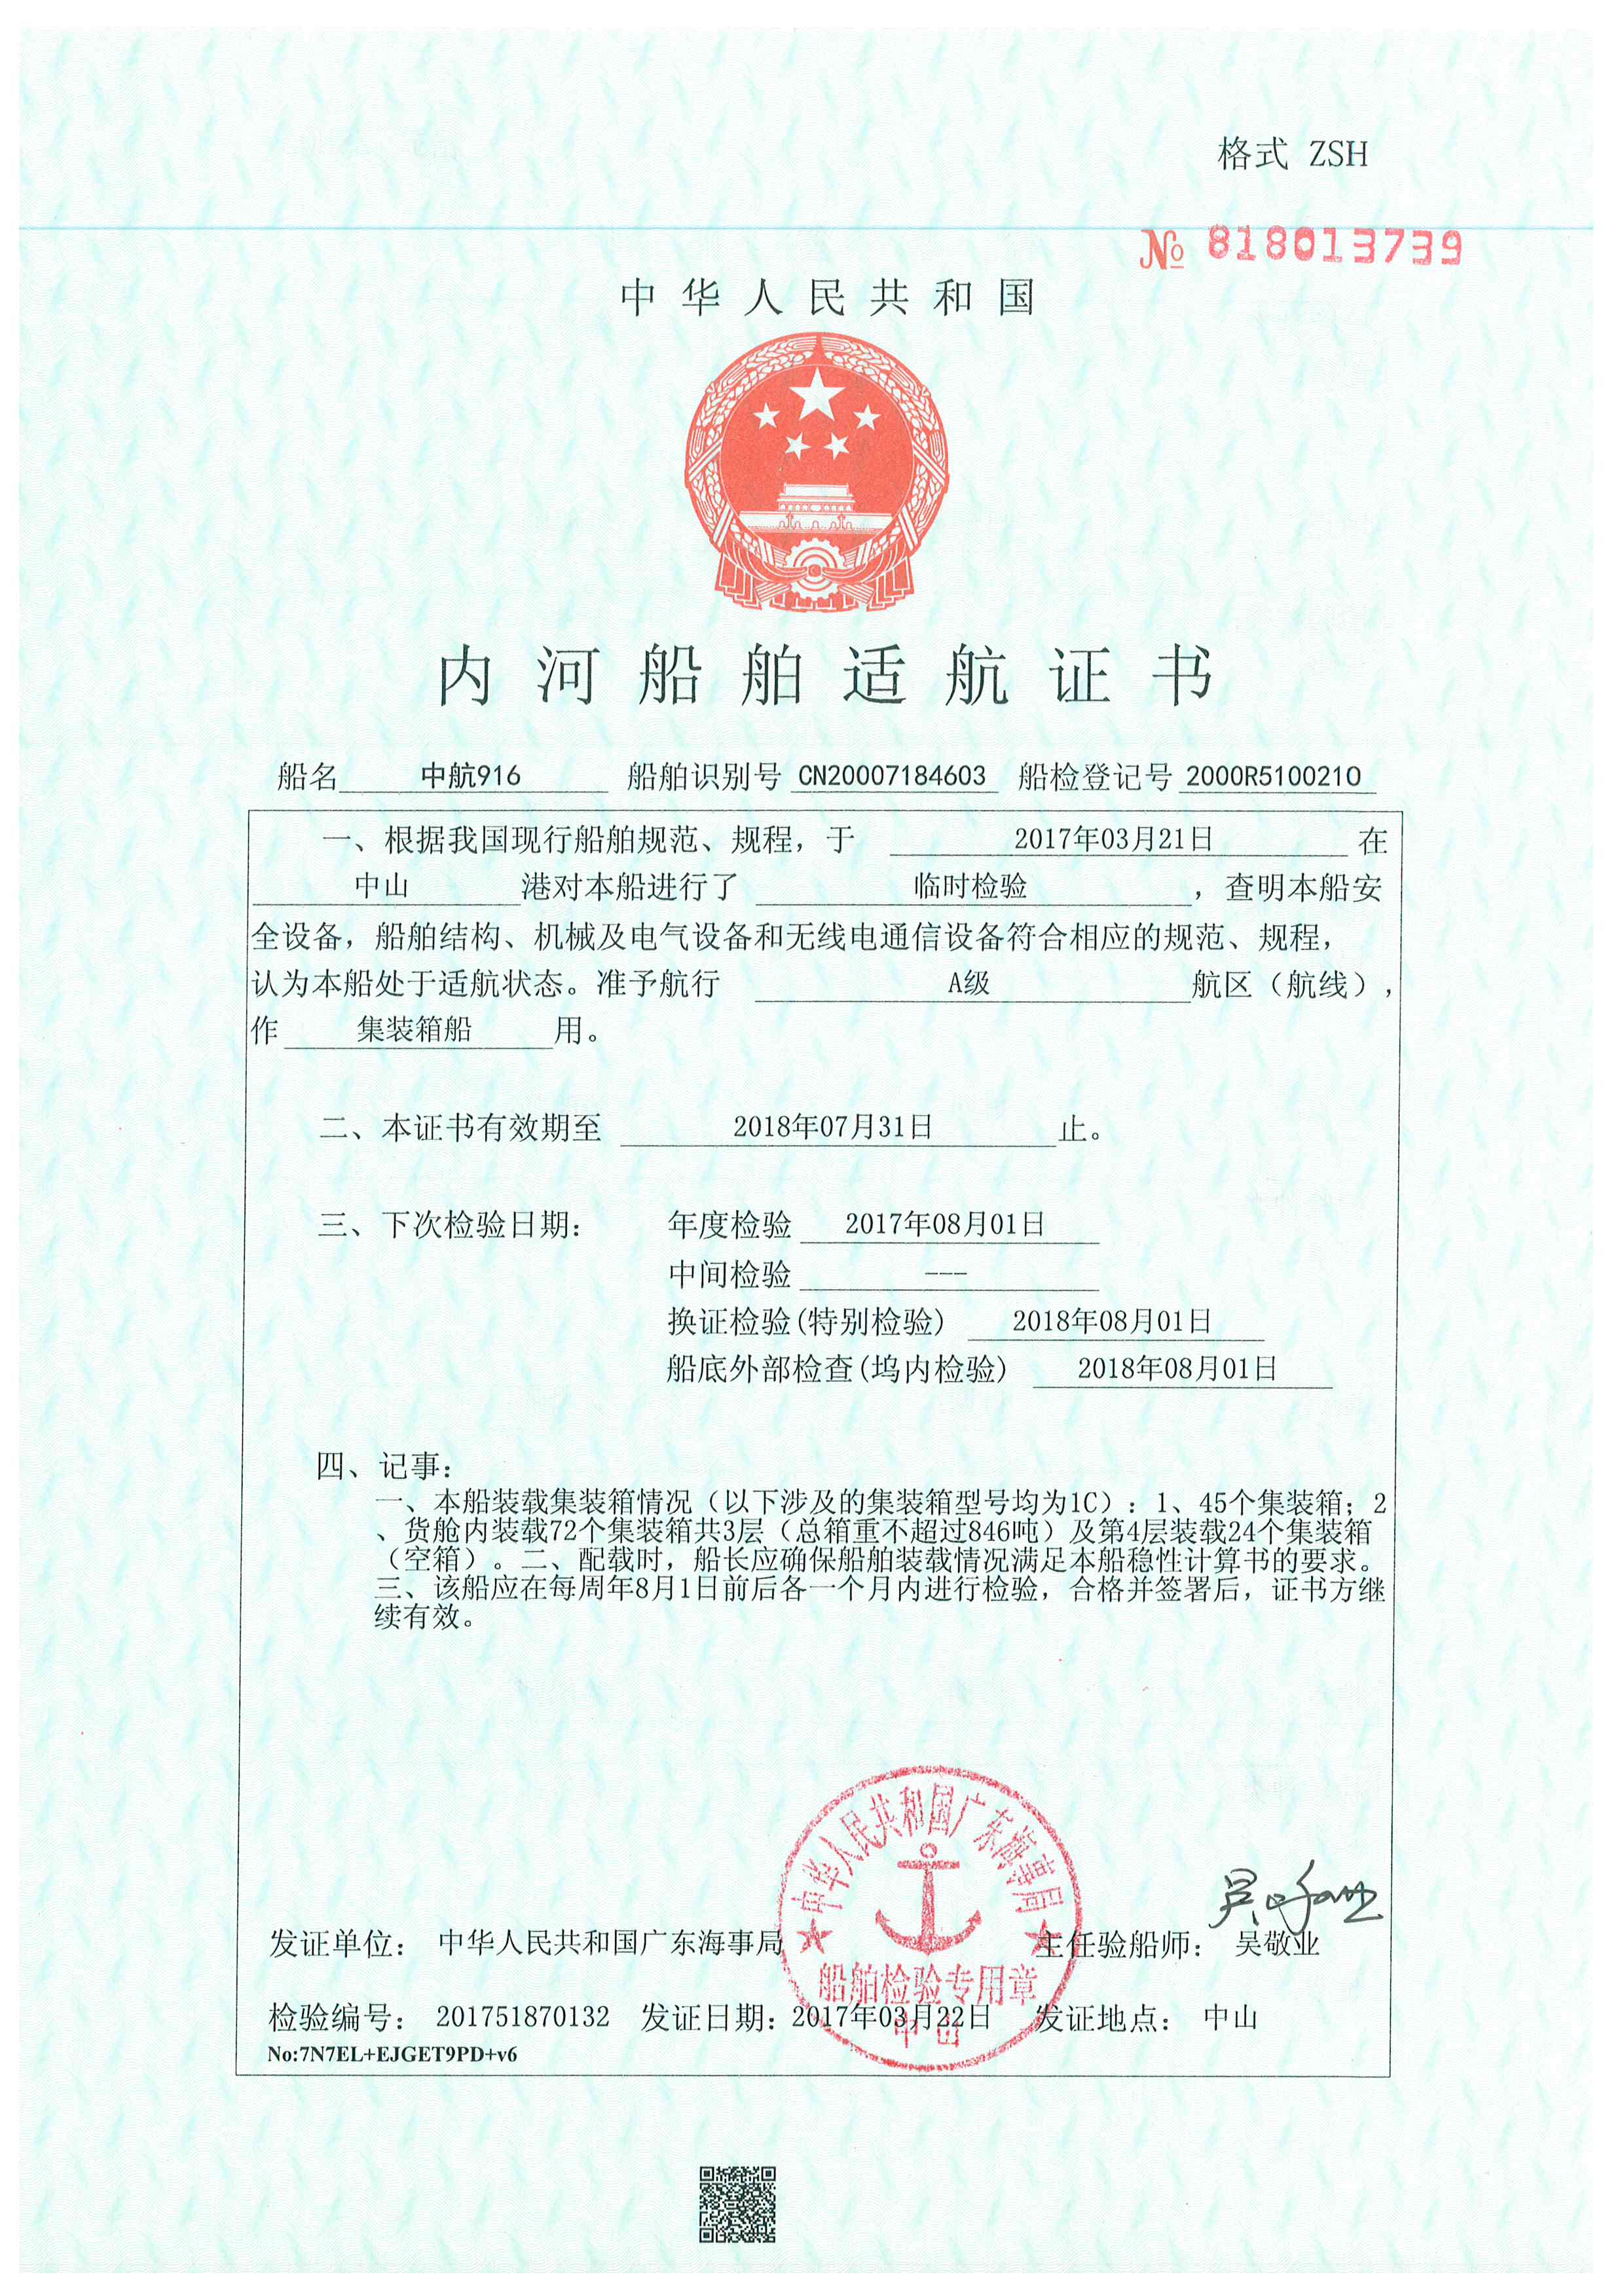 格式 ZSH
№ 818013739
中华人民共和国
内河船舶适航证书
船名 中航916 船舶识别号 CN20007184603 船检登记号 2000R5100210
一、根据我国现行船舶规范、规程，于 2017年03月21日 在
中山 港对本船进行了 临时检验 ，查明本船安
全设备，船舶结构、机械及电气设备和无线电通信设备符合相应的规范、规程，
认为本船处于适航状态。准予航行 A级 航区（航线），
作 集装箱船 用。
二、本证书有效期至 2018年07月31日 止。
三、下次检验日期： 年度检验 2017年08月01日
中间检验 ---
换证检验(特别检验) 2018年08月01日
船底外部检查(坞内检验) 2018年08月01日
四、记事：
一、本船装载集装箱情况（以下涉及的集装箱型号均为1C）：1、45个集装箱；2
、货舱内装载72个集装箱共3层（总箱重不超过846吨）及第4层装载24个集装箱
（空箱）。二、配载时，船长应确保船舶装载情况满足本船稳性计算书的要求。
三、该船应在每周年8月1日前后各一个月内进行检验，合格并签署后，证书方继
续有效。
中华人民共和国广东海事局
船舶检验专用章
中山
吴敬业
发证单位： 中华人民共和国广东海事局 主任验船师： 吴敬业
检验编号： 201751870132 发证日期：2017年03月22日 发证地点： 中山
No:7N7EL+EJGET9PD+v6